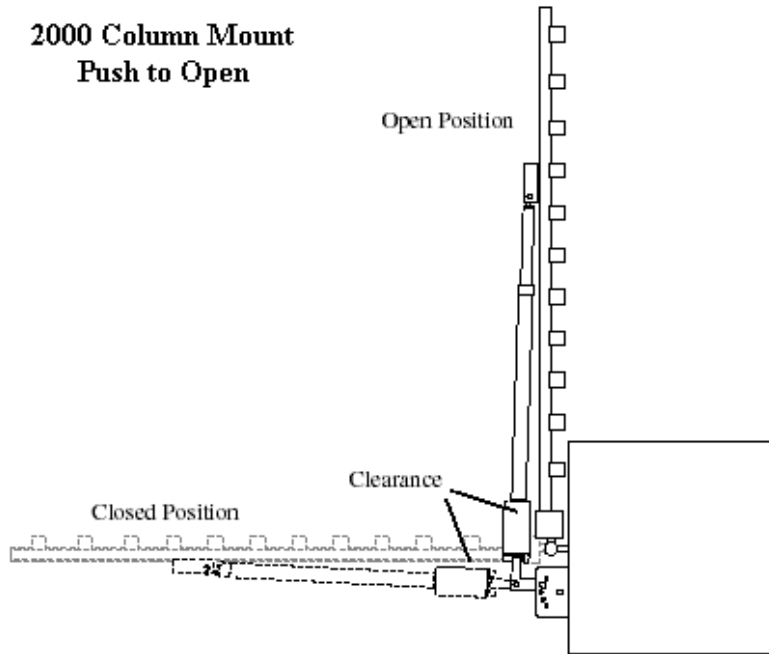 2000 Column Mount
Push to Open
Open Position
Clearance
Closed Position